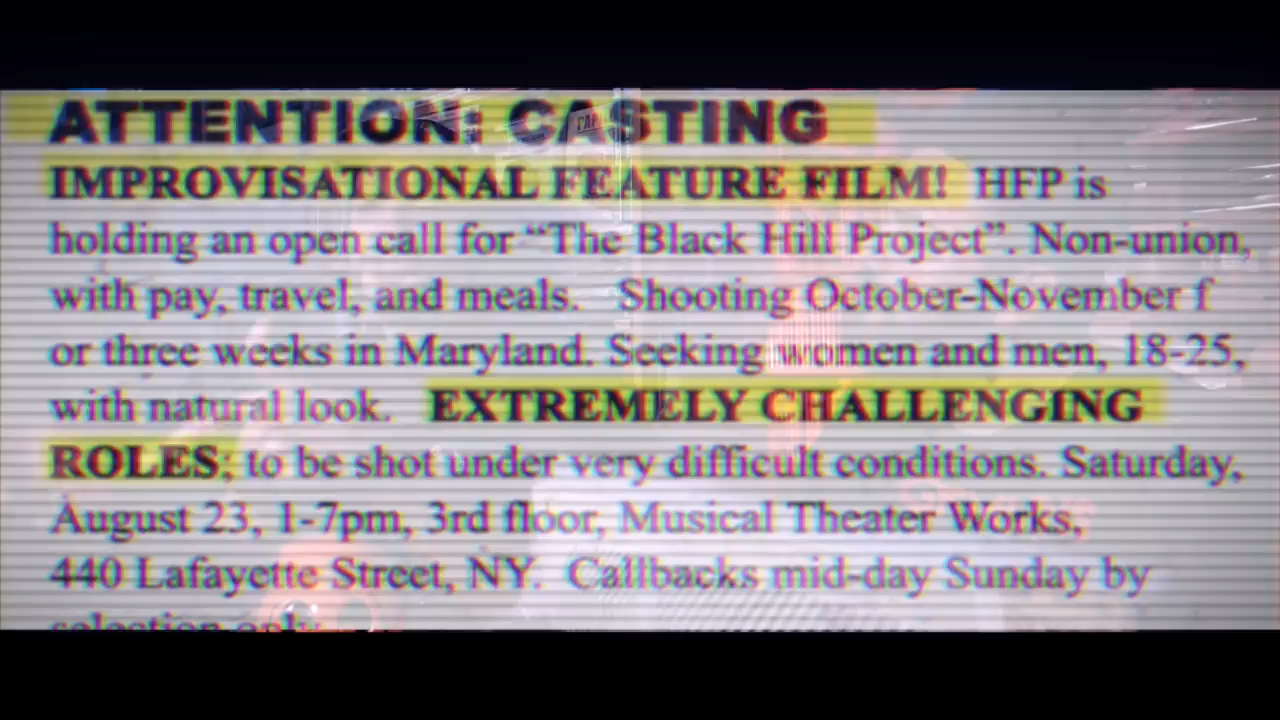 ATTENTION: CASTING
IMPROVISATIONAL FEATURE FILM! HFP is
holding an open call for “The Black Hill Project”. Non-union,
with pay, travel, and meals. Shooting October-November f
or three weeks in Maryland. Seeking women and men, 18-25,
with natural look. EXTREMELY CHALLENGING
ROLES; to be shot under very difficult conditions. Saturday,
August 23, 1-7pm, 3rd floor, Musical Theater Works,
440 Lafayette Street, NY. Callbacks mid-day Sunday by
selection only.